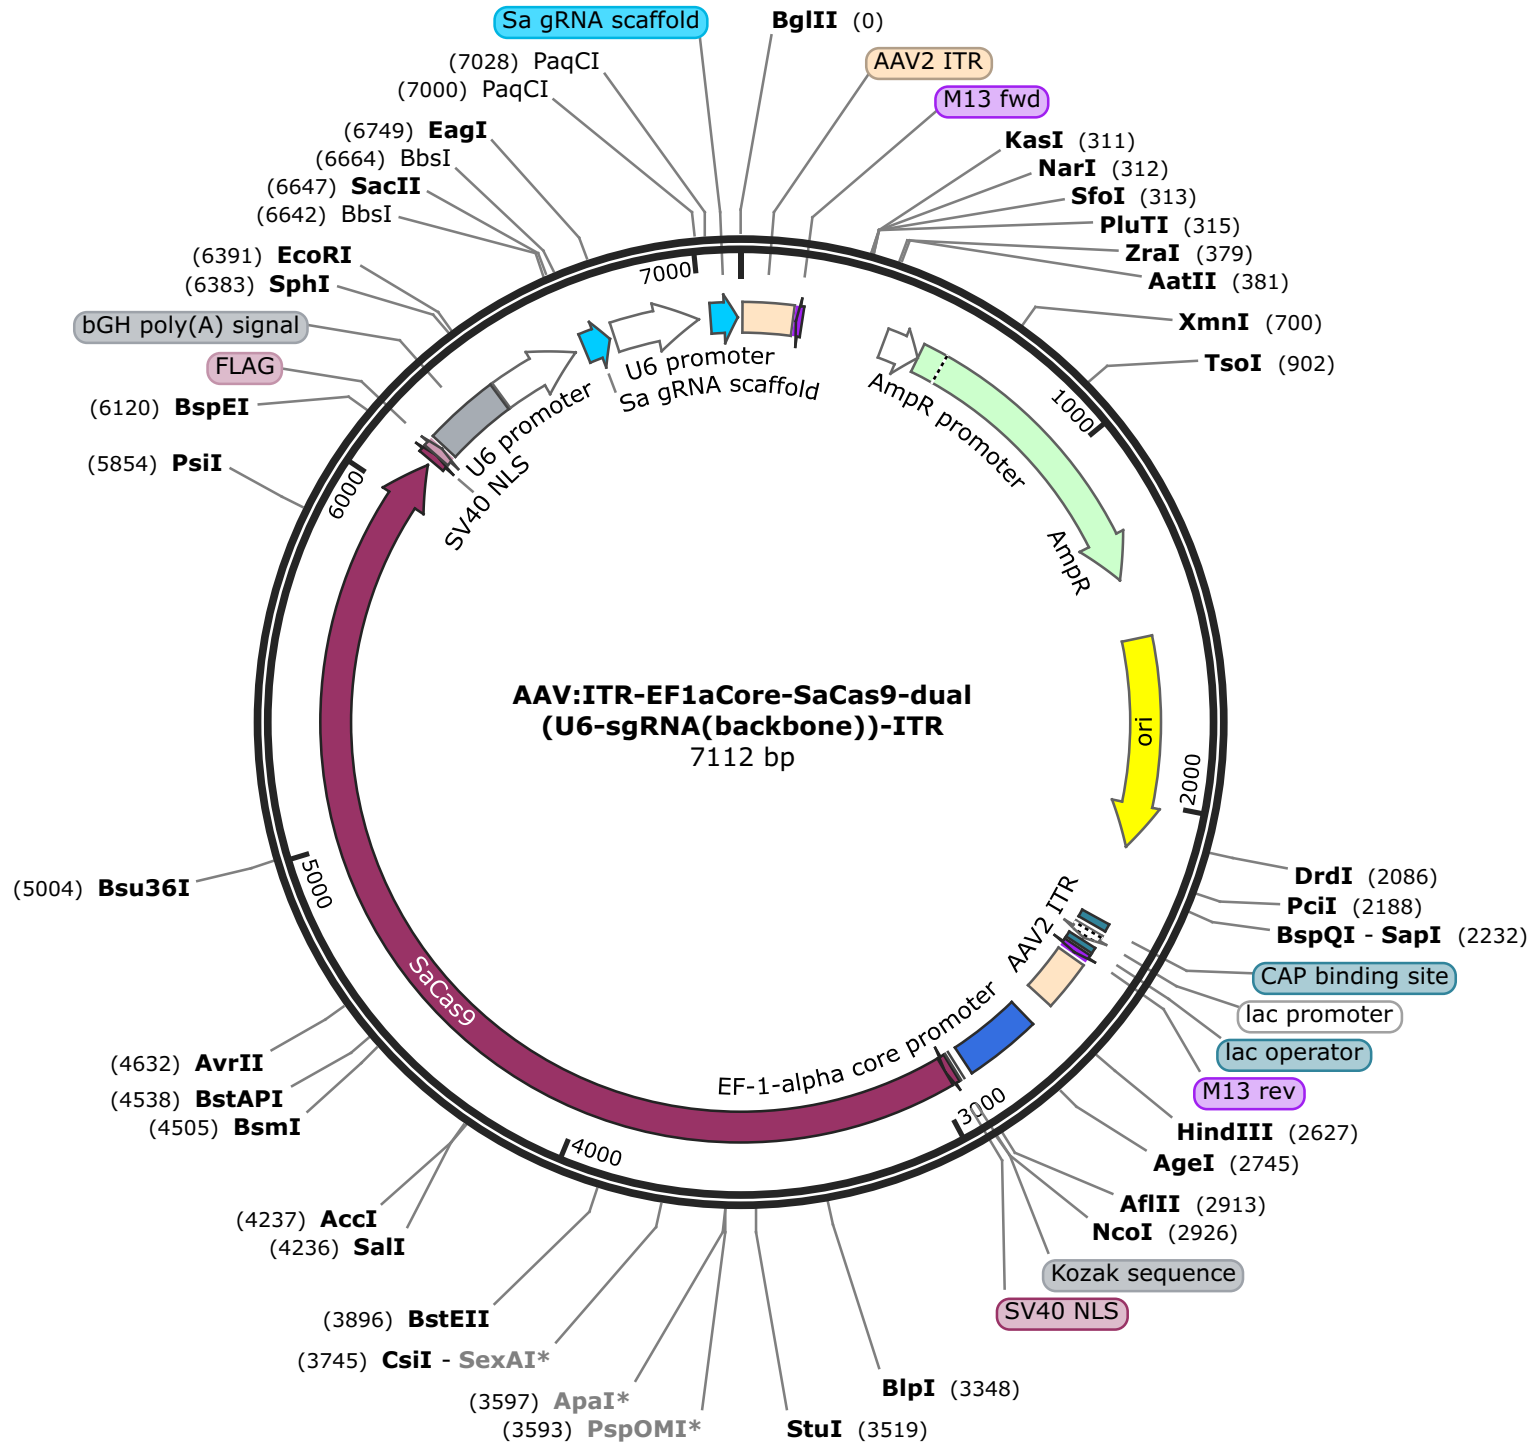 Sa gRNA scaffold
BglII (0)
AAV2 ITR
M13 fwd
KasI (311)
NarI (312)
SfoI (313)
PluTI (315)
ZraI (379)
AatII (381)
XmnI (700)
TsoI (902)
DrdI (2086)
PciI (2188)
BspQI - SapI (2232)
CAP binding site
lac promoter
lac operator
M13 rev
HindIII (2627)
AgeI (2745)
AflII (2913)
NcoI (2926)
Kozak sequence
SV40 NLS
BlpI (3348)
StuI (3519)
(3593) PspOMI*
(3597) ApaI*
(3745) CsiI - SexAI*
(3896) BstEII
(4236) SalI
(4237) AccI
(4505) BsmI
(4538) BstAPI
(4632) AvrII
(5004) Bsu36I
(5854) PsiI
(6120) BspEI
FLAG
bGH poly(A) signal
(6383) SphI
(6391) EcoRI
(6642) BbsI
(6647) SacII
(6664) BbsI
(6749) EagI
(7000) PaqCI
(7028) PaqCI
1000
2000
3000
4000
5000
6000
7000
AmpR promoter
AmpR
ori
AAV2 ITR
EF-1-alpha core promoter
SaCas9
SV40 NLS
U6 promoter
Sa gRNA scaffold
U6 promoter
AAV:ITR-EF1aCore-SaCas9-dual
(U6-sgRNA(backbone))-ITR
7112 bp